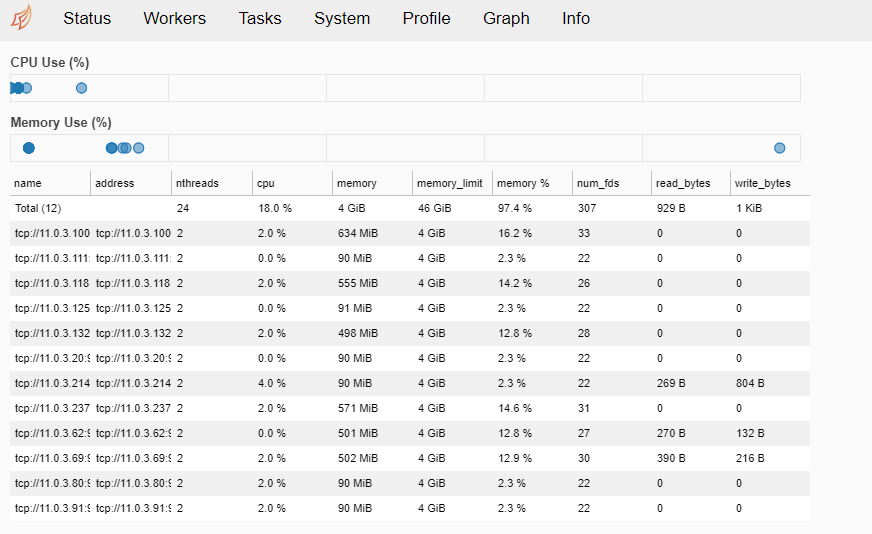 Status Workers Tasks System Profile Graph Info
CPU Use (%)
Memory Use (%)
name address nthreads cpu memory memory_limit memory % num_fds read_bytes write_bytes
Total (12) 24 18.0 % 4 GiB 46 GiB 97.4 % 307 929 B 1 KiB
tcp://11.0.3.100 tcp://11.0.3.100 2 2.0 % 634 MiB 4 GiB 16.2 % 33 0 0
tcp://11.0.3.111: tcp://11.0.3.111: 2 0.0 % 90 MiB 4 GiB 2.3 % 22 0 0
tcp://11.0.3.118 tcp://11.0.3.118 2 2.0 % 555 MiB 4 GiB 14.2 % 26 0 0
tcp://11.0.3.125 tcp://11.0.3.125 2 0.0 % 91 MiB 4 GiB 2.3 % 22 0 0
tcp://11.0.3.132 tcp://11.0.3.132 2 2.0 % 498 MiB 4 GiB 12.8 % 28 0 0
tcp://11.0.3.20:9 tcp://11.0.3.20:9 2 0.0 % 90 MiB 4 GiB 2.3 % 22 0 0
tcp://11.0.3.214 tcp://11.0.3.214 2 4.0 % 90 MiB 4 GiB 2.3 % 22 269 B 804 B
tcp://11.0.3.237 tcp://11.0.3.237 2 2.0 % 571 MiB 4 GiB 14.6 % 31 0 0
tcp://11.0.3.62:9 tcp://11.0.3.62:9 2 0.0 % 501 MiB 4 GiB 12.8 % 27 270 B 132 B
tcp://11.0.3.69:9 tcp://11.0.3.69:9 2 2.0 % 502 MiB 4 GiB 12.9 % 30 390 B 216 B
tcp://11.0.3.80:9 tcp://11.0.3.80:9 2 2.0 % 90 MiB 4 GiB 2.3 % 22 0 0
tcp://11.0.3.91:9 tcp://11.0.3.91:9 2 2.0 % 90 MiB 4 GiB 2.3 % 22 0 0